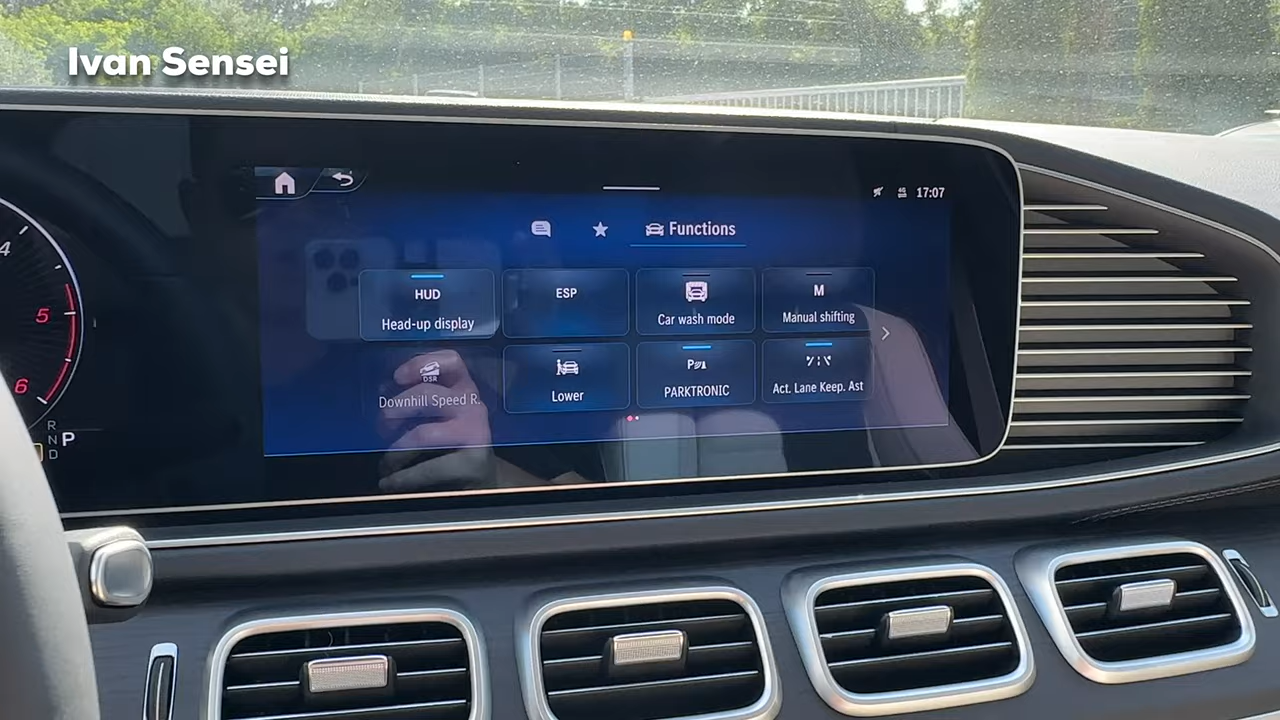 Ivan Sensei
4G
17:07
Functions
HUD
Head-up display
ESP
Car wash mode
M
Manual shifting
DSR
Downhill Speed R.
Lower
P
PARKTRONIC
Act. Lane Keep. Ast
4
5
6
R
N P
D